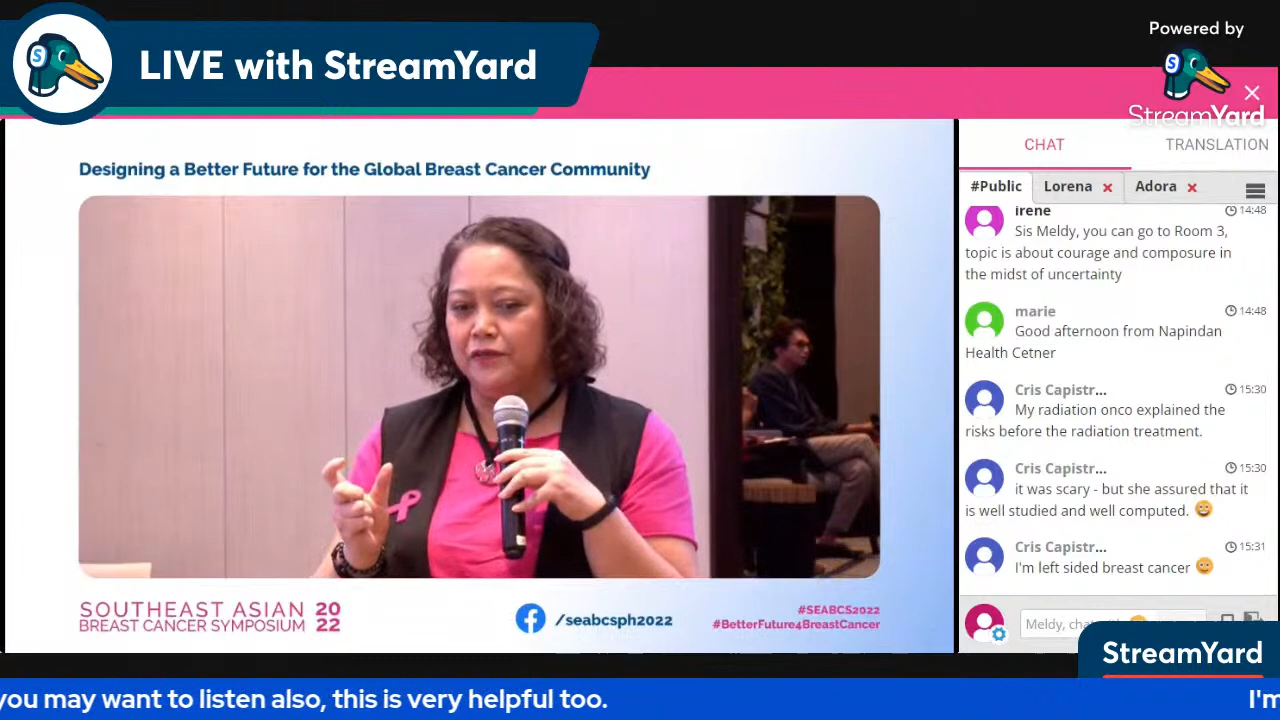 LIVE with StreamYard
Powered by
StreamYard
Designing a Better Future for the Global Breast Cancer Community
SOUTHEAST ASIAN 20
BREAST CANCER SYMPOSIUM 22
/seabcsph2022
#SEABCS2022
#BetterFuture4BreastCancer
CHAT TRANSLATION
#Public Lorena Adora
irene 14:48
Sis Meldy, you can go to Room 3,
topic is about courage and composure in
the midst of uncertainty
marie 14:48
Good afternoon from Napindan
Health Cetner
Cris Capistr... 15:30
My radiation onco explained the
risks before the radiation treatment.
Cris Capistr... 15:30
it was scary - but she assured that it
is well studied and well computed.
Cris Capistr... 15:31
I'm left sided breast cancer
Meldy,
StreamYard
you may want to listen also, this is very helpful too.